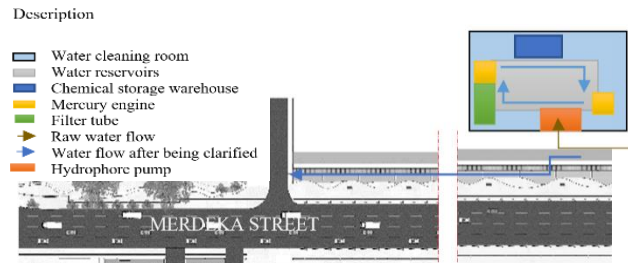 Description
Water cleaning room
Water reservoirs
Chemical storage warehouse
Mercury engine
Filter tube
Raw water flow
Water flow after being clarified
Hydrophore pump
MERDEKA STREET